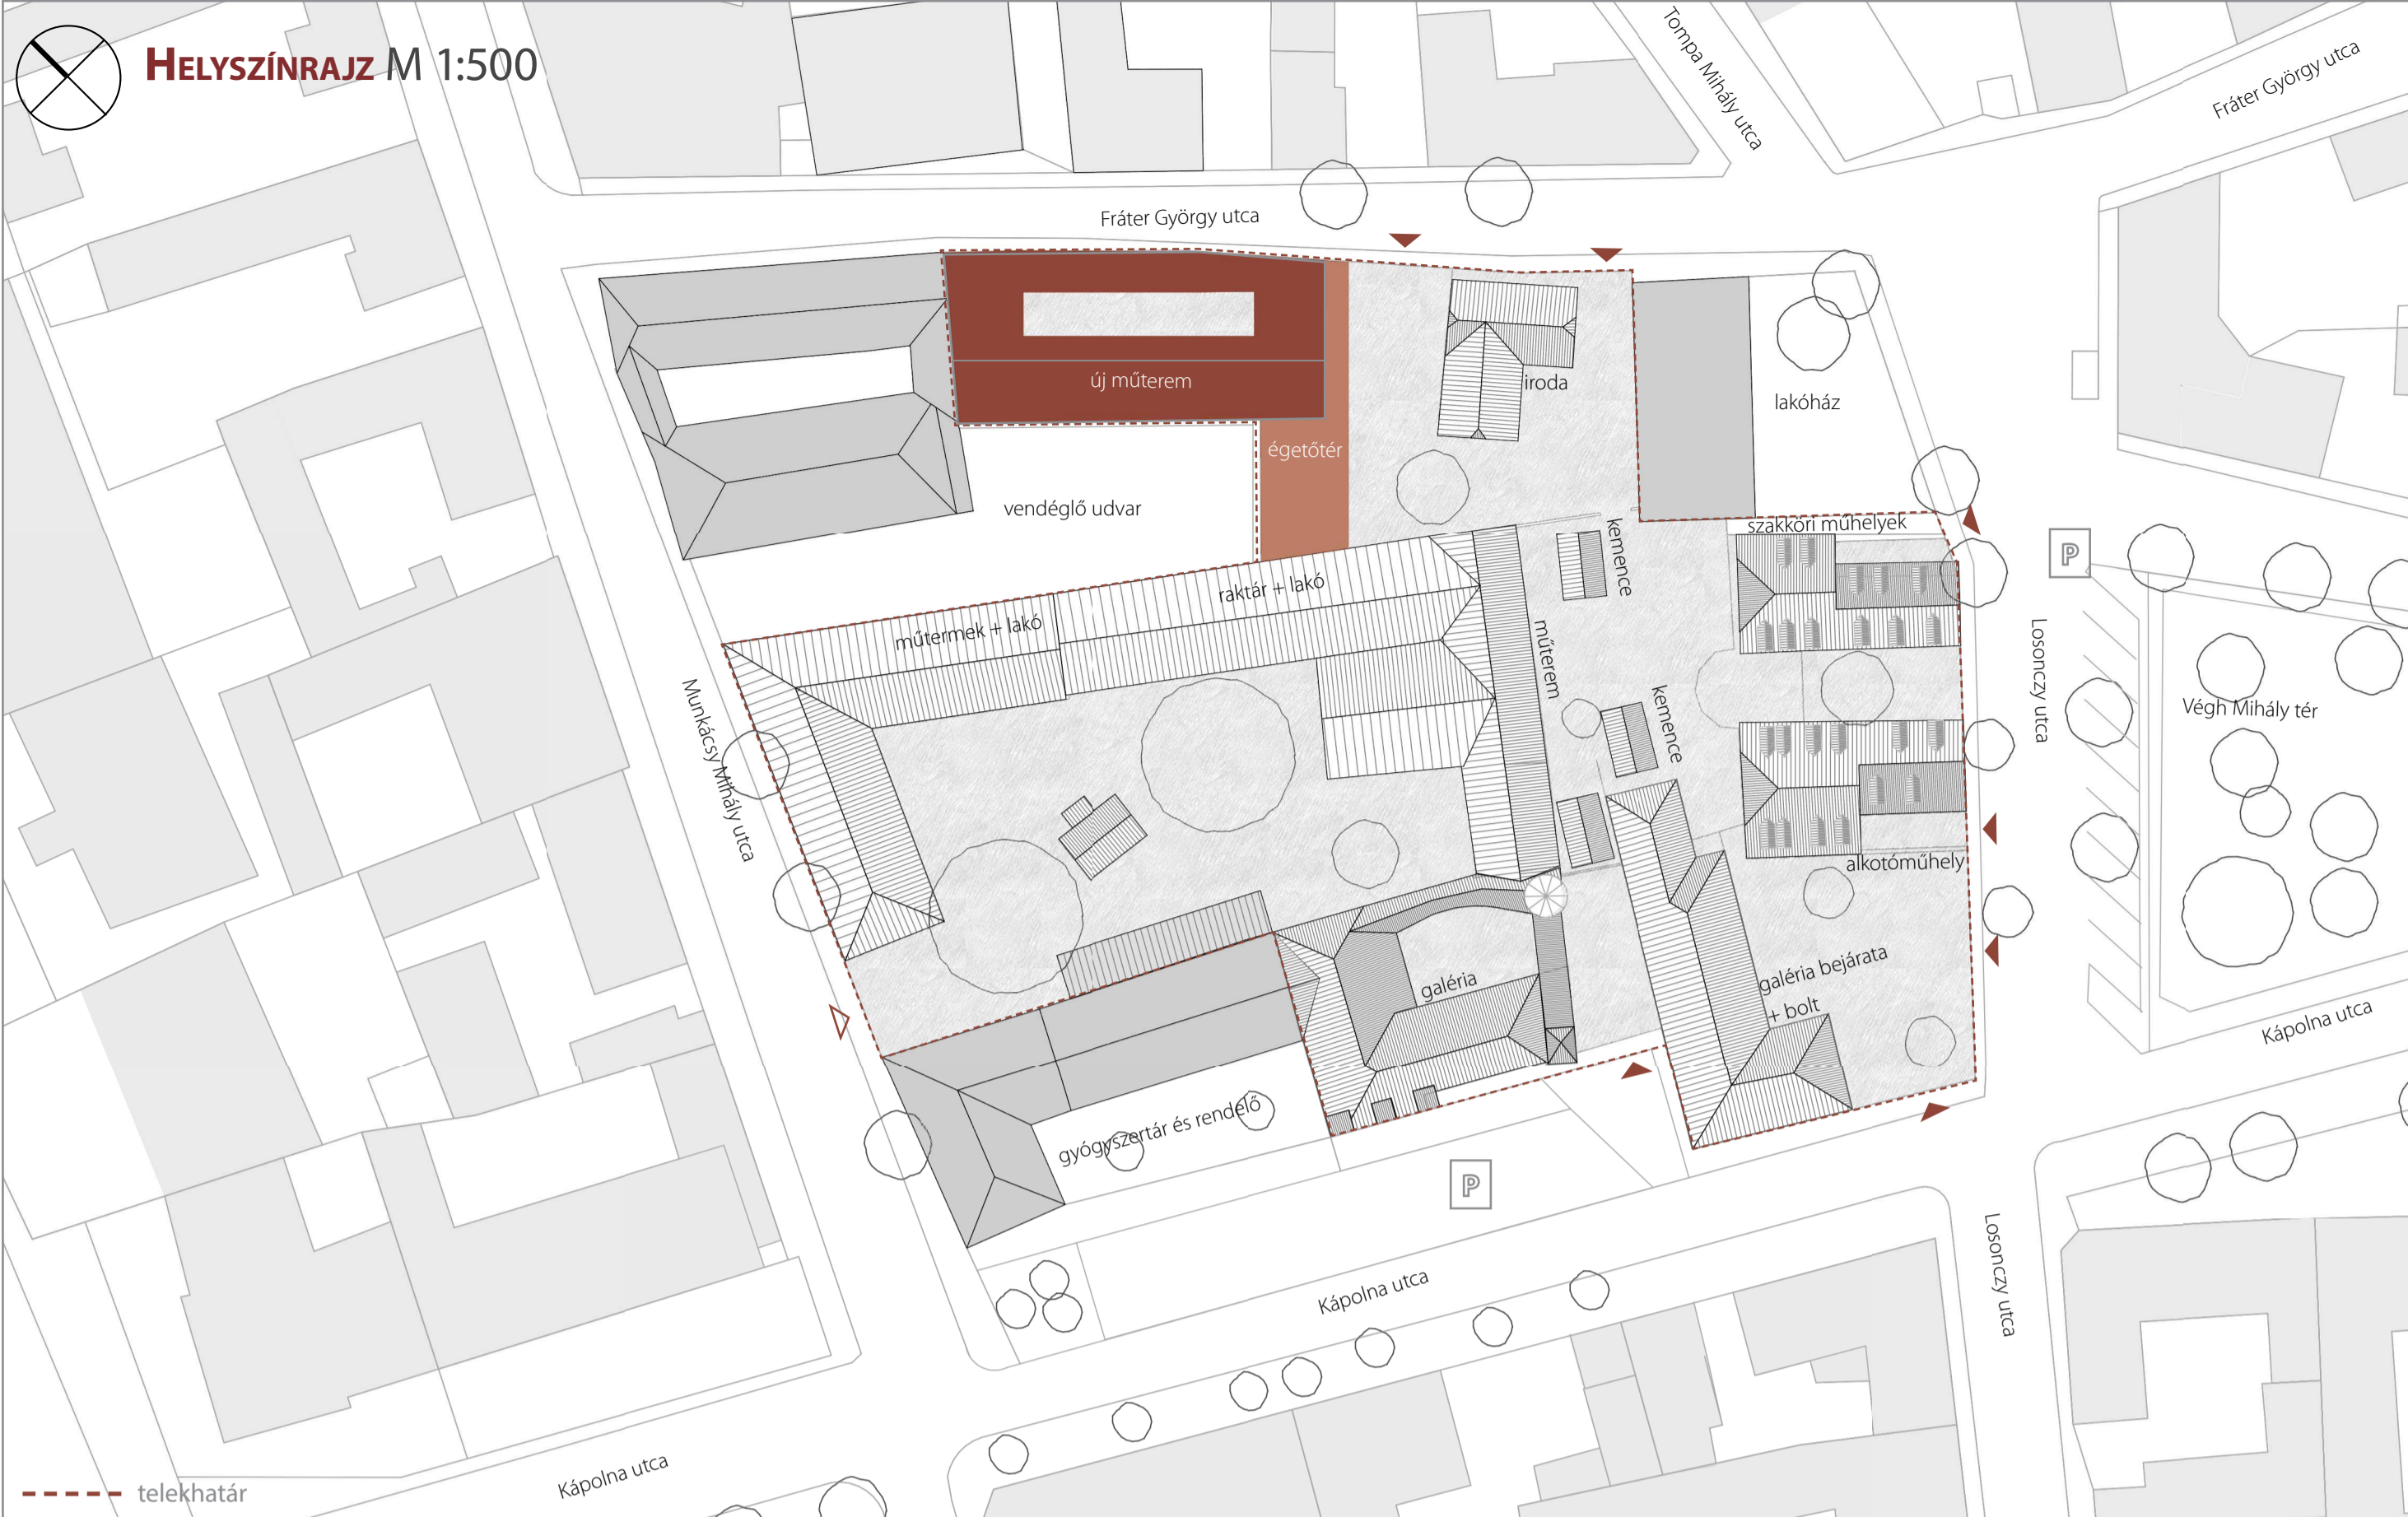 HELYSZÍNRAJZ M 1:500
Tompa Mihály utca
Fráter György utca
Fráter György utca
új műterem
iroda
lakóház
égetőtér
vendéglő udvar
szakköri műhelyek
kemence
P
raktár + lakó
műtermek + lakó
műterem
kemence
Losonczy utca
Végh Mihály tér
Munkácsy Mihály utca
alkotóműhely
galéria
galéria bejárata
+ bolt
Kápolna utca
gyógyszertár és rendelő
P
Losonczy utca
Kápolna utca
Kápolna utca
telekhatár